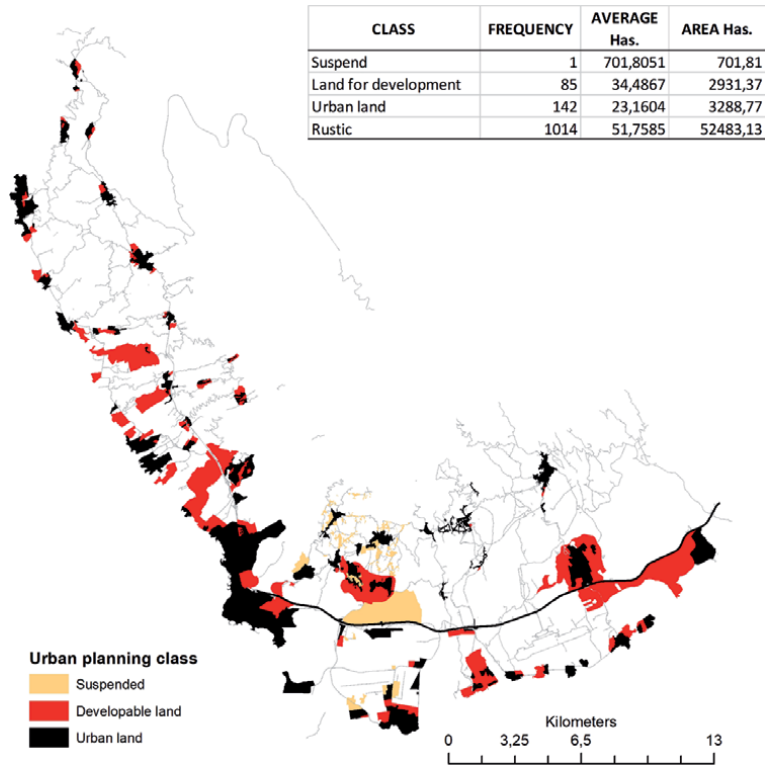 CLASS FREQUENCY AVERAGE Has. AREA Has.
Suspend 1 701,8051 701,81
Land for development 85 34,4867 2931,37
Urban land 142 23,1604 3288,77
Rustic 1014 51,7585 52483,13
Urban planning class
Suspended
Developable land
Urban land
Kilometers
0 3,25 6,5 13